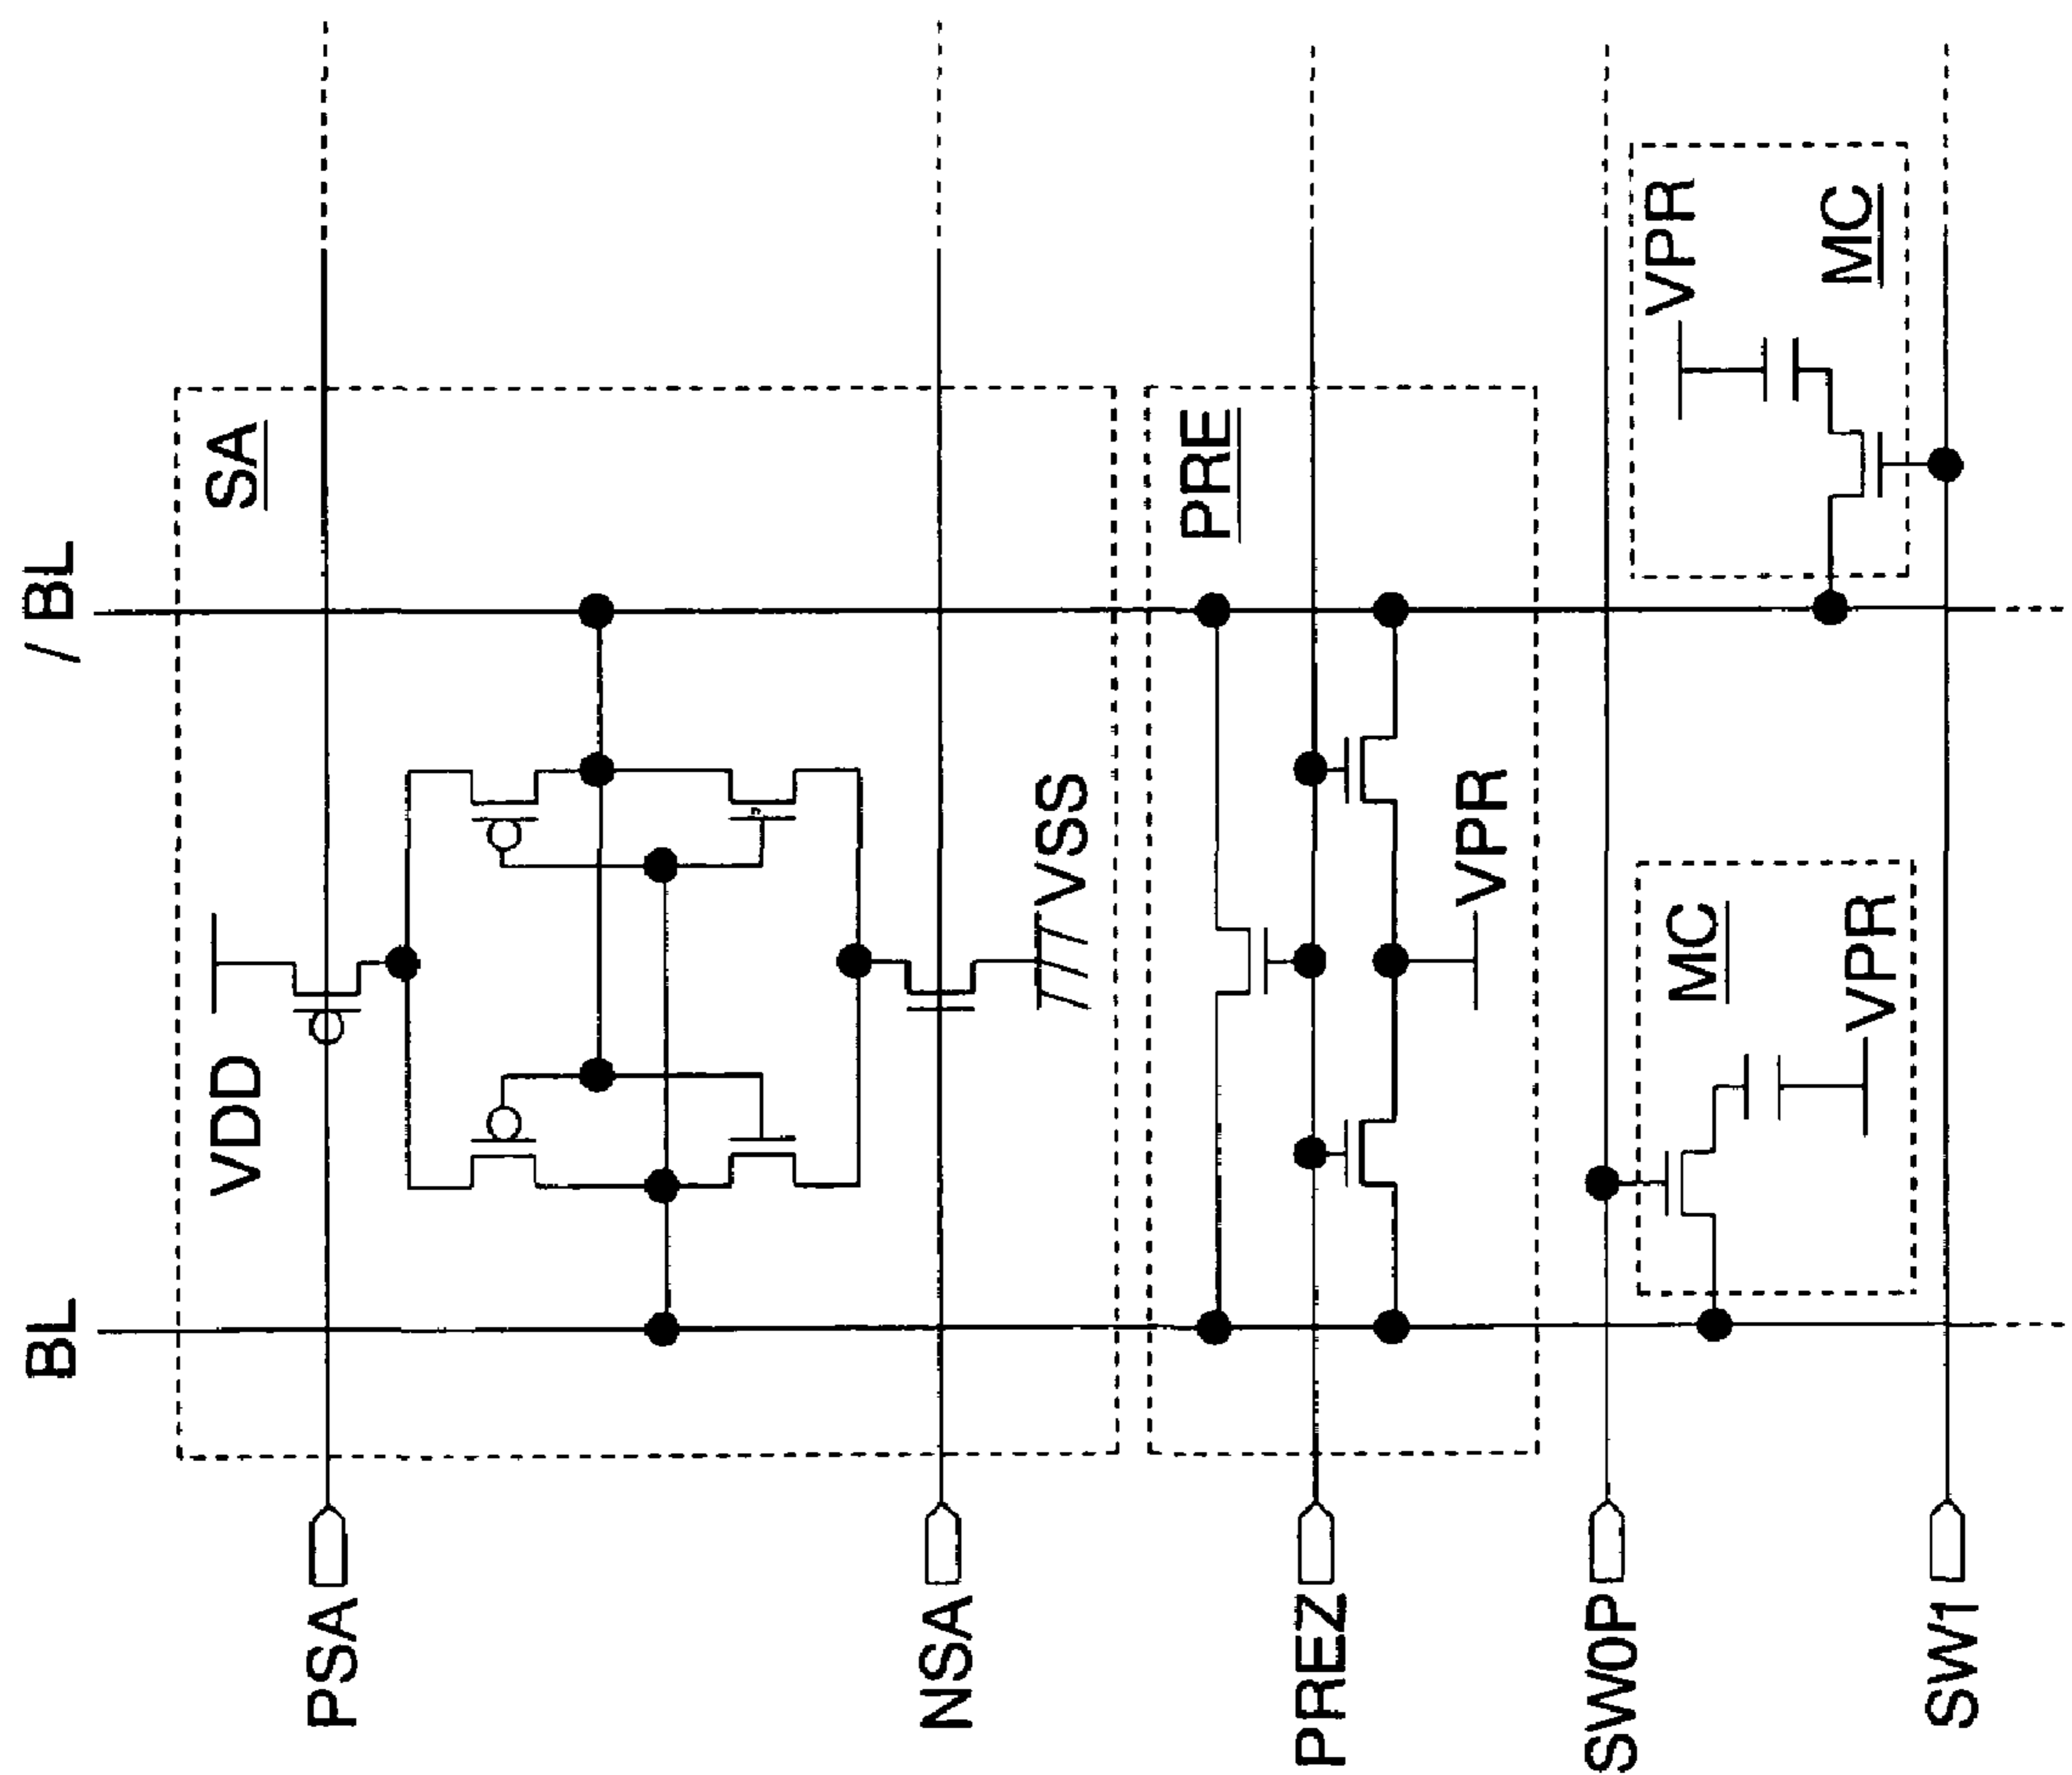 BL
/ BL
PSA
VDD
SA
NSA
VSS
PRE
PREZ
VPR
SW0P
MC
VPR
VPR
MC
SW1